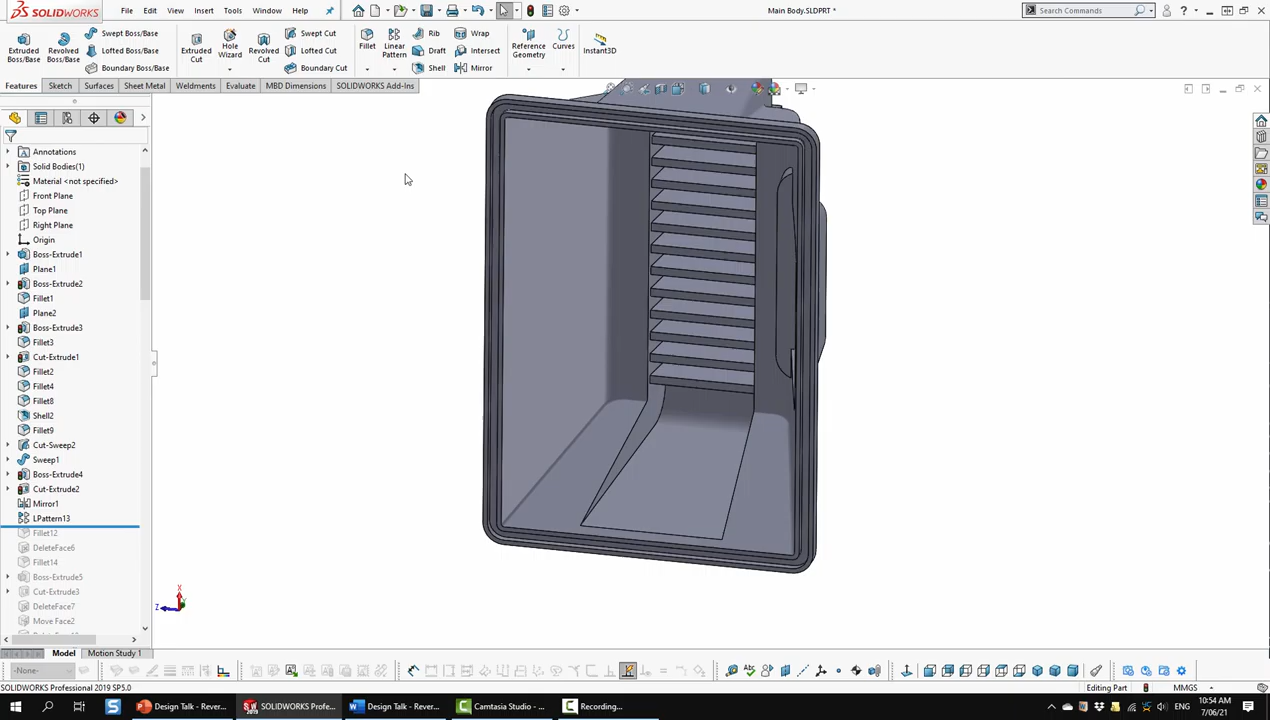 SOLIDWORKS
File
Edit
View
Insert
Tools
Window
Help
Main Body.SLDPRT *
Search Commands
Extruded Boss/Base
Revolved Boss/Base
Swept Boss/Base
Lofted Boss/Base
Boundary Boss/Base
Extruded Cut
Hole Wizard
Revolved Cut
Swept Cut
Lofted Cut
Boundary Cut
Fillet
Linear Pattern
Rib
Draft
Shell
Wrap
Intersect
Mirror
Reference Geometry
Curves
Instant3D
Features
Sketch
Surfaces
Sheet Metal
Weldments
Evaluate
MBD Dimensions
SOLIDWORKS Add-Ins
Annotations
Solid Bodies(1)
Material <not specified>
Front Plane
Top Plane
Right Plane
Origin
Boss-Extrude1
Plane1
Boss-Extrude2
Fillet1
Plane2
Boss-Extrude3
Fillet3
Cut-Extrude1
Fillet2
Fillet4
Fillet8
Shell2
Fillet9
Cut-Sweep2
Sweep1
Boss-Extrude4
Cut-Extrude2
Mirror1
LPattern13
Fillet12
DeleteFace6
Fillet14
Boss-Extrude5
Cut-Extrude3
DeleteFace7
Move Face2
X
Z
Model
Motion Study 1
-None-
SOLIDWORKS Professional 2019 SP5.0
Editing Part
MMGS
Design Talk - Rever...
SOLIDWORKS Profe...
Design Talk - Rever...
Camtasia Studio - ...
Recording...
ENG
10:54 AM
7/06/21